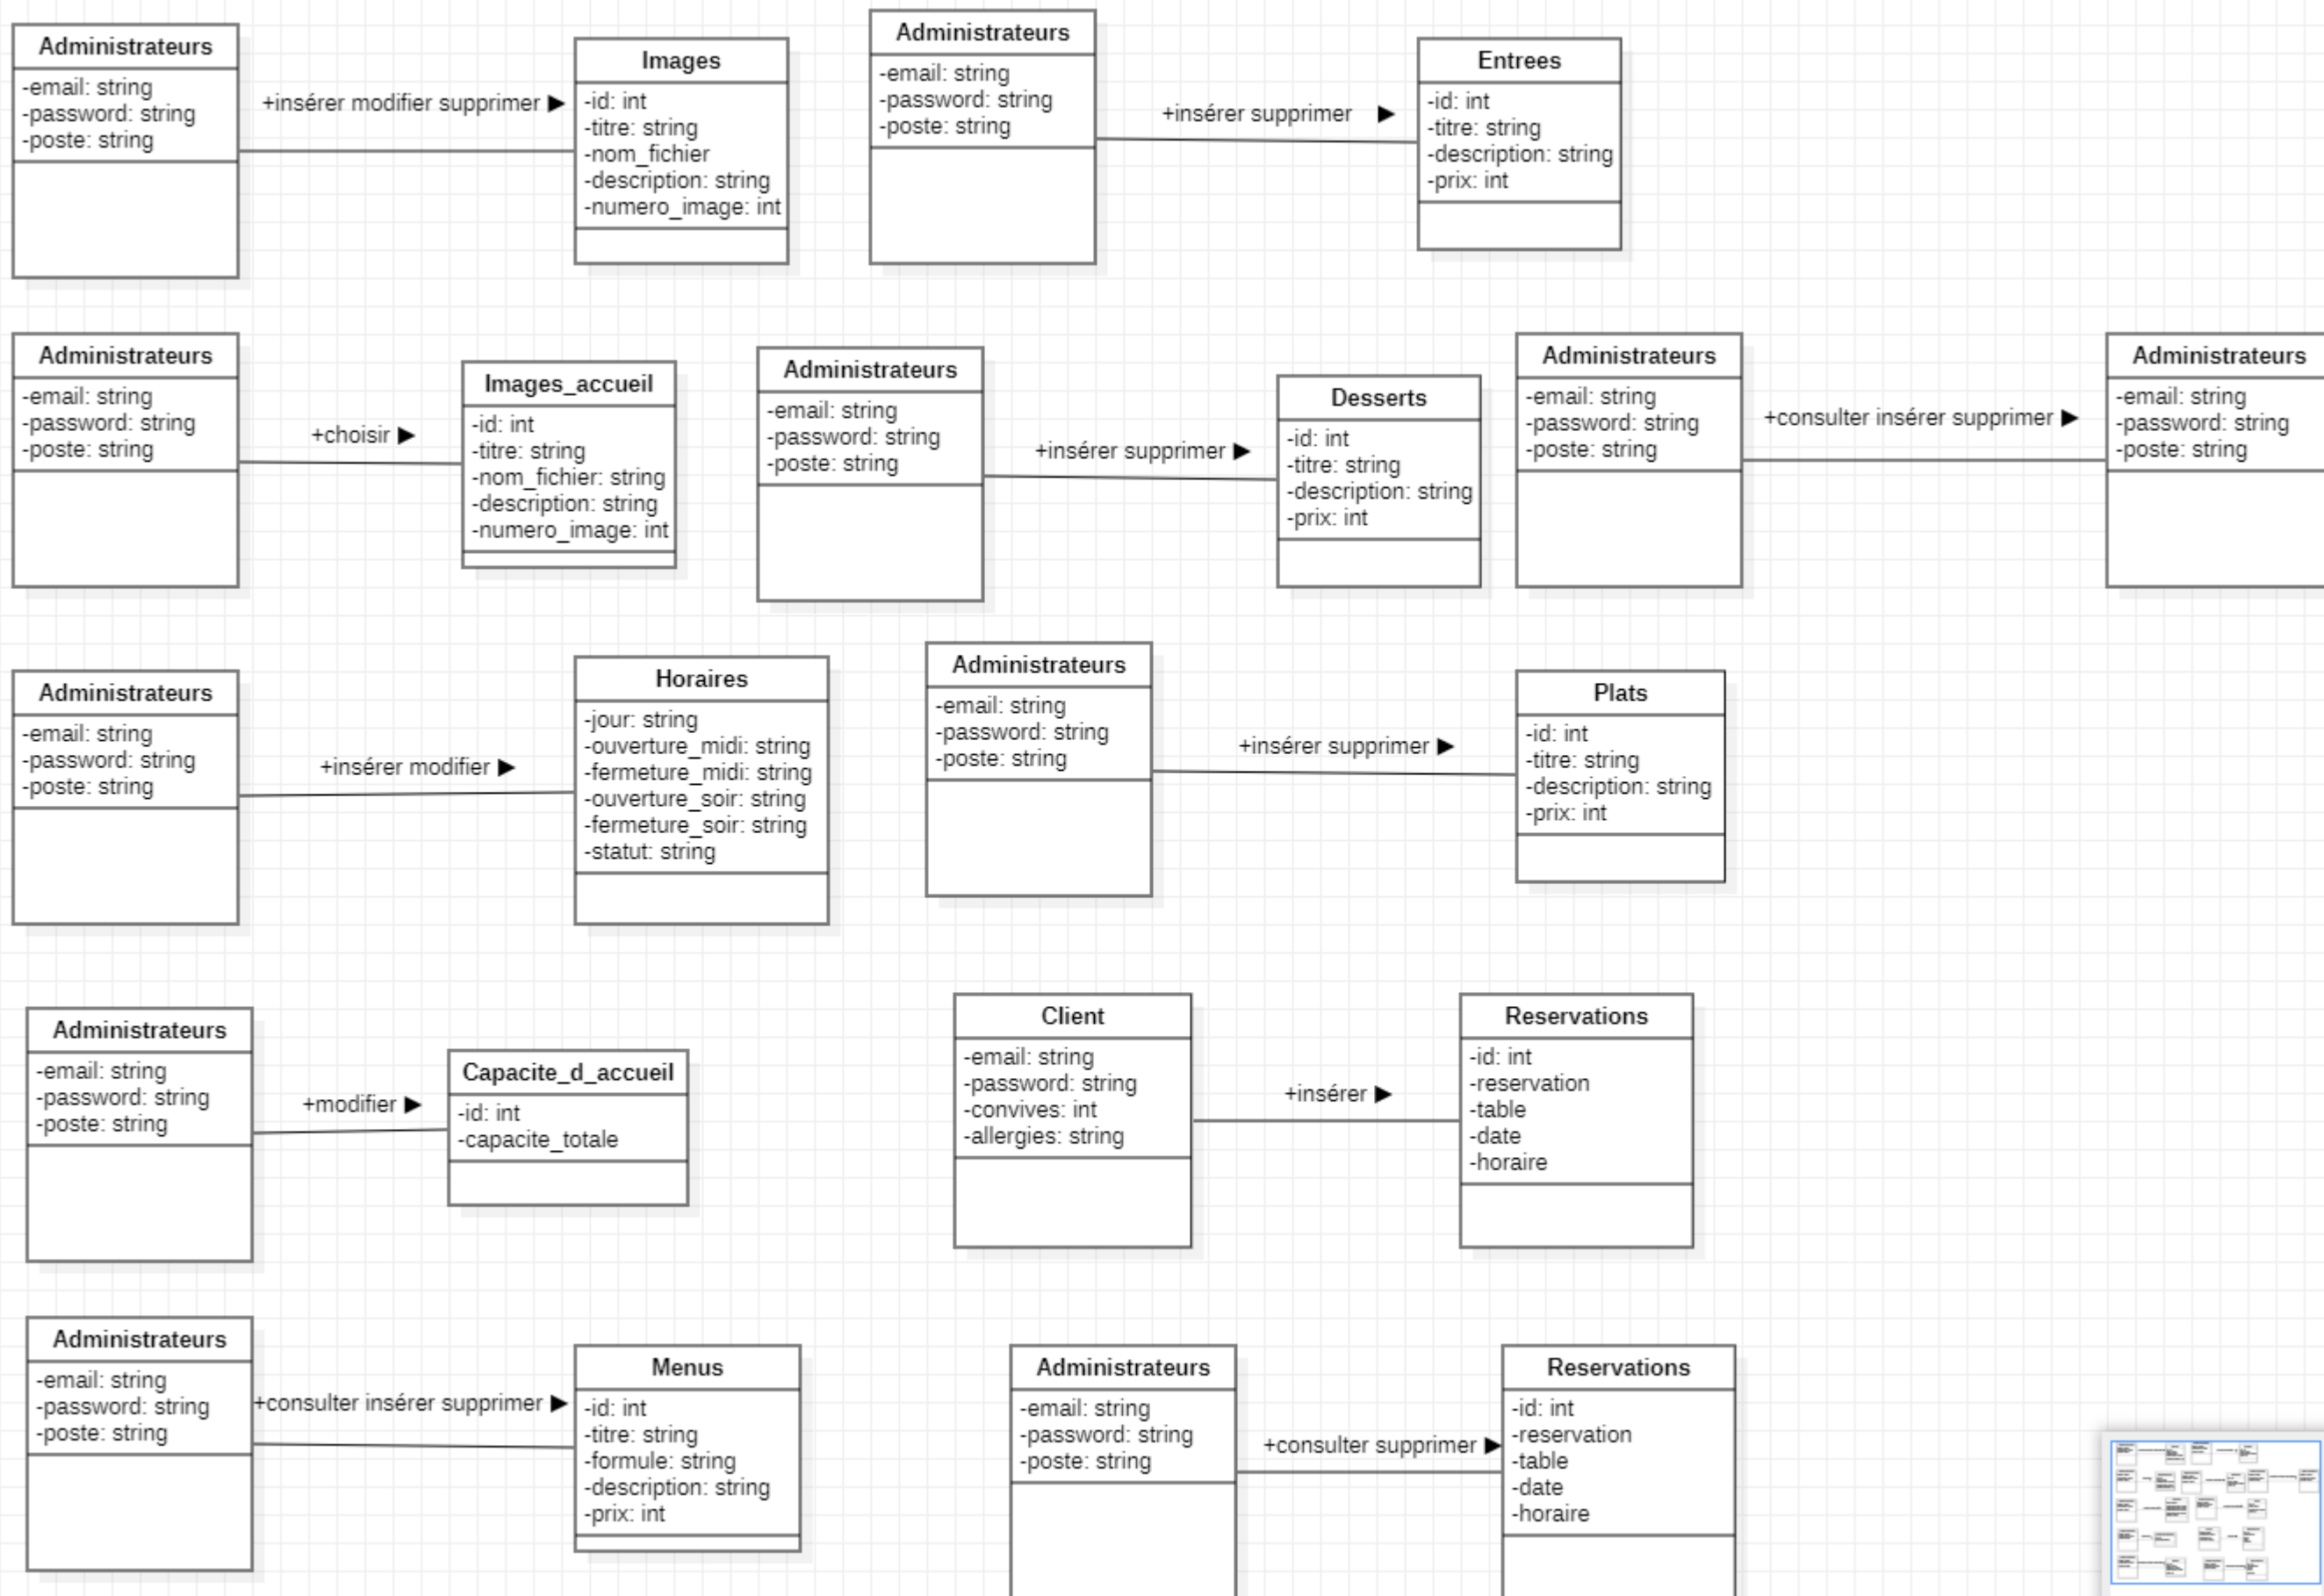 Administrateurs
-email: string
-password: string
-poste: string
+insérer modifier supprimer
Images
-id: int
-titre: string
-nom_fichier
-description: string
-numero_image: int
Administrateurs
-email: string
-password: string
-poste: string
+insérer supprimer
Entrees
-id: int
-titre: string
-description: string
-prix: int
Administrateurs
-email: string
-password: string
-poste: string
+choisir
Images_accueil
-id: int
-titre: string
-nom_fichier: string
-description: string
-numero_image: int
Administrateurs
-email: string
-password: string
-poste: string
+insérer supprimer
Desserts
-id: int
-titre: string
-description: string
-prix: int
Administrateurs
-email: string
-password: string
-poste: string
+consulter insérer supprimer
Administrateurs
-email: string
-password: string
-poste: string
Administrateurs
-email: string
-password: string
-poste: string
+insérer modifier
Horaires
-jour: string
-ouverture_midi: string
-fermeture_midi: string
-ouverture_soir: string
-fermeture_soir: string
-statut: string
Administrateurs
-email: string
-password: string
-poste: string
+insérer supprimer
Plats
-id: int
-titre: string
-description: string
-prix: int
Administrateurs
-email: string
-password: string
-poste: string
+modifier
Capacite_d_accueil
-id: int
-capacite_totale
Client
-email: string
-password: string
-convives: int
-allergies: string
+insérer
Reservations
-id: int
-reservation
-table
-date
-horaire
Administrateurs
-email: string
-password: string
-poste: string
+consulter insérer supprimer
Menus
-id: int
-titre: string
-formule: string
-description: string
-prix: int
Administrateurs
-email: string
-password: string
-poste: string
+consulter supprimer
Reservations
-id: int
-reservation
-table
-date
-horaire